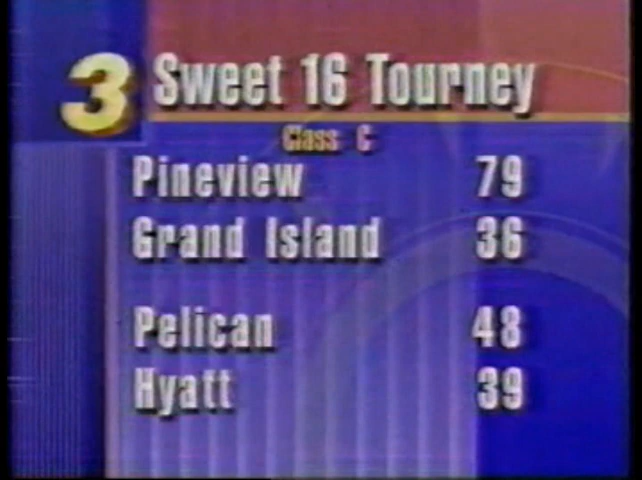 3 Sweet 16 Tourney
Class C
Pineview 79
Grand Island 36
Pelican 48
Hyatt 39